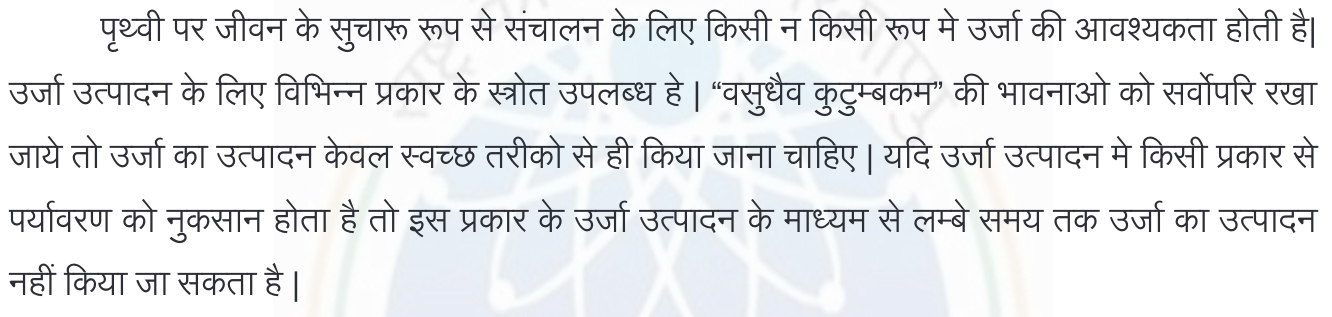 पृथ्वी पर जीवन के सुचारू रूप से संचालन के लिए किसी न किसी रूप मे उर्जा की आवश्यकता होती है|
उर्जा उत्पादन के लिए विभिन्न प्रकार के स्त्रोत उपलब्ध हे | “वसुधैव कुटुम्बकम” की भावनाओ को सर्वोपरि रखा
जाये तो उर्जा का उत्पादन केवल स्वच्छ तरीको से ही किया जाना चाहिए | यदि उर्जा उत्पादन मे किसी प्रकार से
पर्यावरण को नुकसान होता है तो इस प्रकार के उर्जा उत्पादन के माध्यम से लम्बे समय तक उर्जा का उत्पादन
नहीं किया जा सकता है |